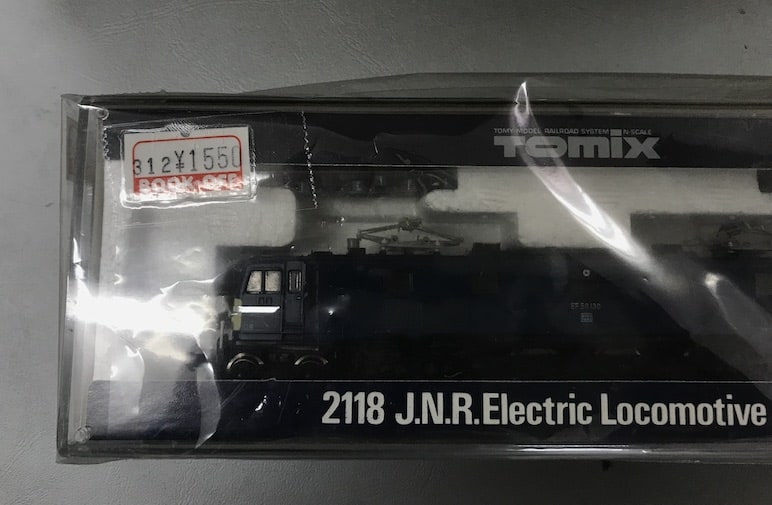 312¥1550
BOOK·OFF
TOMY MODEL RAILROAD SYSTEM N-SCALE
TOMIX
2118 J.N.R.Electric Locomotive